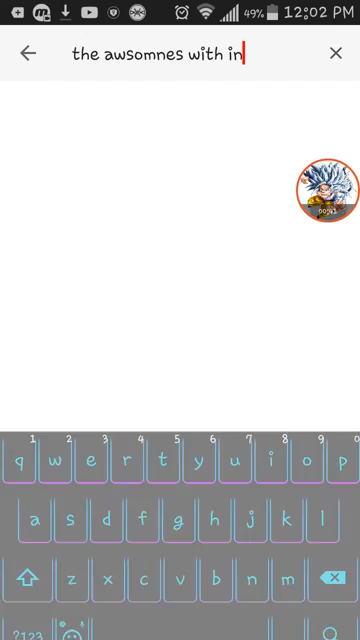 49% 12:02 PM
the awsomnes with in
00:41
1 2 3 4 5 6 7 8 9 0
q w e r t y u i o p
a s d f g h j k l
z x c v b n m
?123